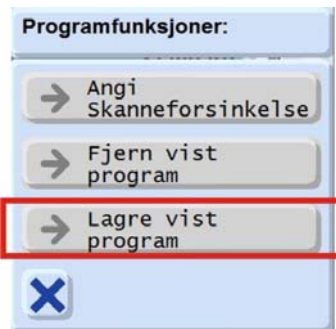 Programfunksjoner:
Angi
Skanneforsinkelse
Fjern vist
program
Lagre vist
program